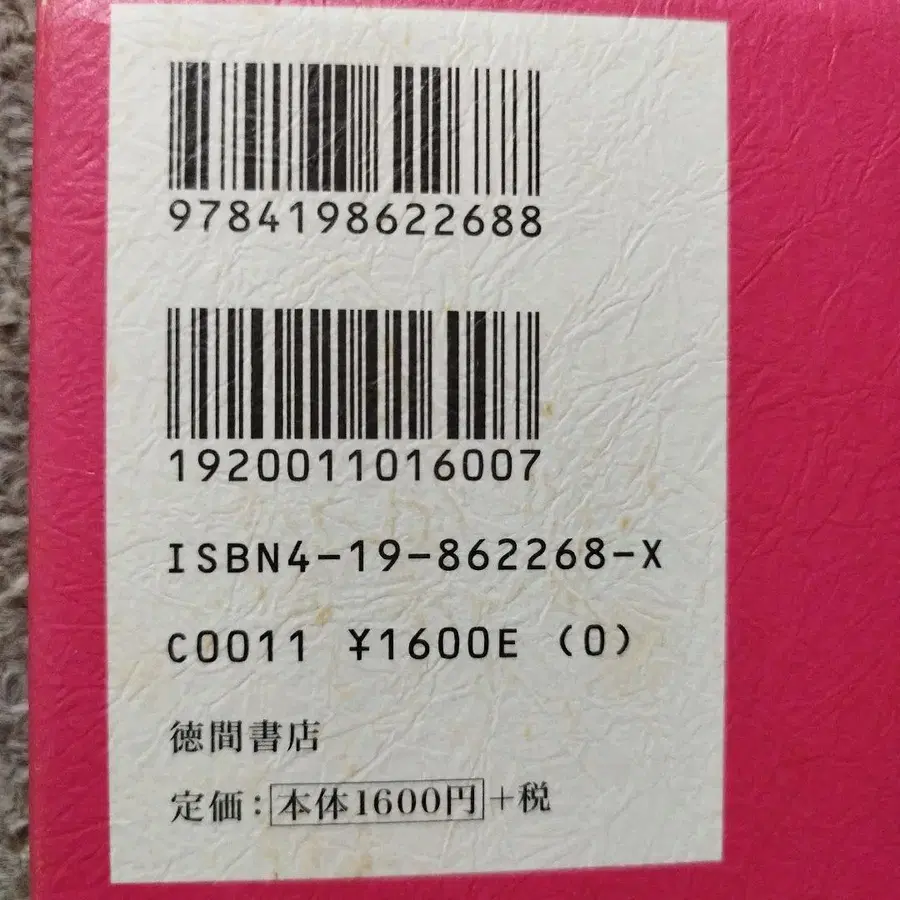 9784198622688
1920011016007
ISBN4-19-862268-X
C0011 ¥1600E (0)
徳間書店
定価:本体1600円+税